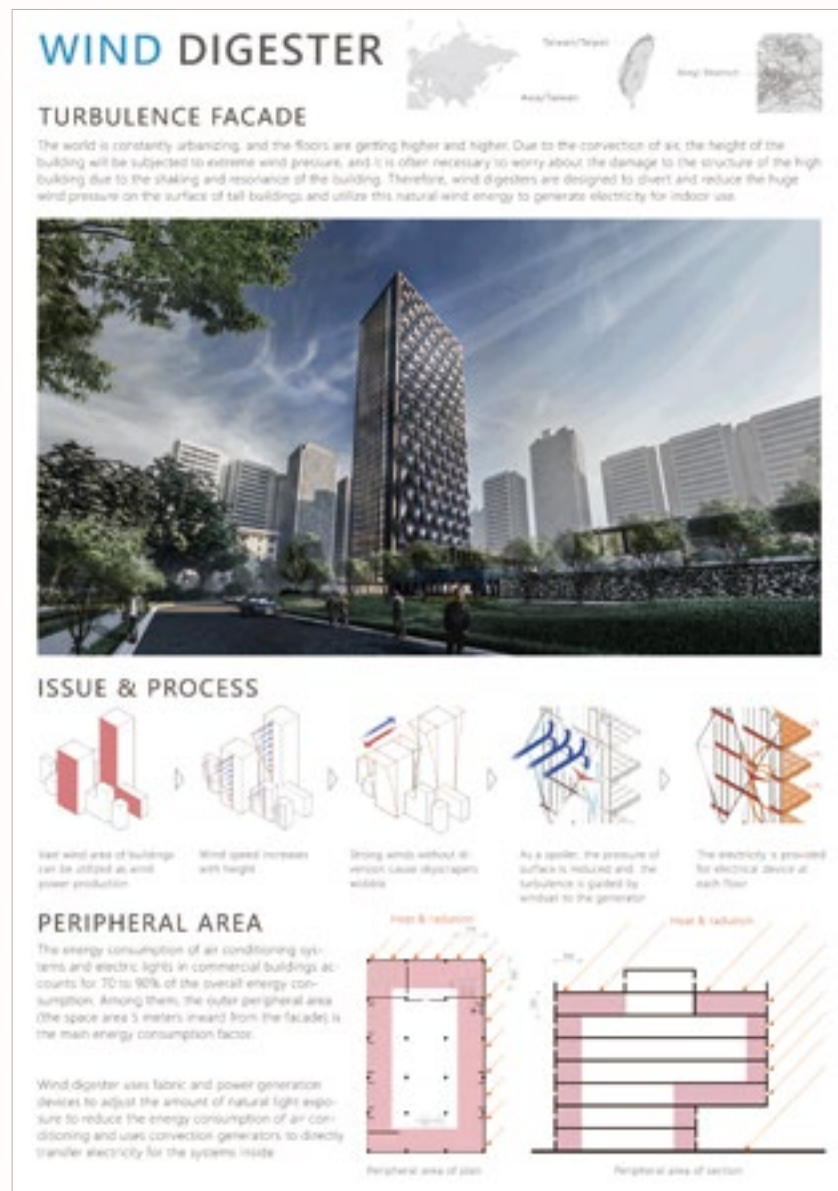 WIND DIGESTER
Taiwan/Taipei
Asia/Taiwan
TURBULENCE FACADE
The world is constantly urbanizing, and the floors are getting higher and higher. Due to the convection of air, the height of the
building will be subjected to extreme wind pressure, and it is often necessary to worry about the damage to the structure of the high
building due to the shaking and resonance of the building. Therefore, wind digesters are designed to divert and reduce the huge
wind pressure on the surface of tall buildings and utilize this natural wind energy to generate electricity for indoor use.
ISSUE & PROCESS
Vast wind area of buildings
can be utilized as wind
power production
Wind speed increases
with height
Strong winds without di-
version cause skyscrapers
wobble
As a spoiler, the pressure of
surface is reduced and the
turbulence is guided by
windsail to the generator
The electricity is provided
for electrical device at
each floor
PERIPHERAL AREA
The energy consumption of air conditioning sys-
tems and electric lights in commercial buildings ac-
counts for 70 to 90% of the overall energy con-
sumption. Among them, the outer peripheral area
(the space area 5 meters inward from the facade) is
the main energy consumption factor.
Wind digester uses fabric and power generation
devices to adjust the amount of natural light expo-
sure to reduce the energy consumption of air con-
ditioning and uses convection generators to directly
transfer electricity for the systems inside
Heat & radiation
Peripheral area of plan
Heat & radiation
Peripheral area of section